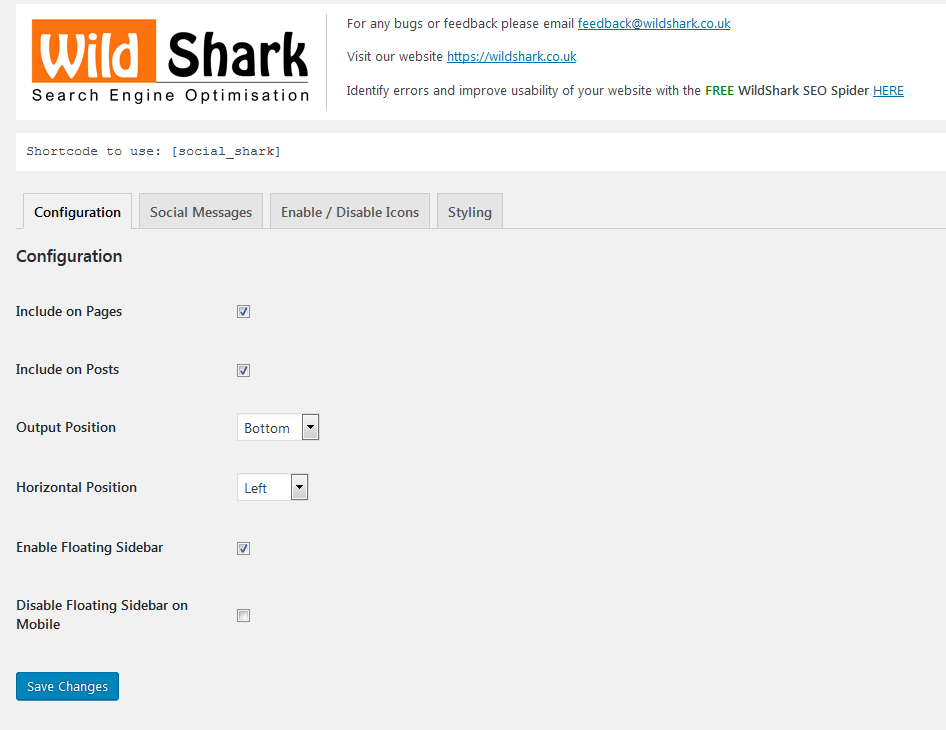 Wild Shark
Search Engine Optimisation
For any bugs or feedback please email feedback@wildshark.co.uk
Visit our website https://wildshark.co.uk
Identify errors and improve usability of your website with the FREE WildShark SEO Spider HERE
Shortcode to use: [social_shark]
Configuration Social Messages Enable / Disable Icons Styling
Configuration
Include on Pages
Include on Posts
Output Position Bottom
Horizontal Position Left
Enable Floating Sidebar
Disable Floating Sidebar on
Mobile
Save Changes